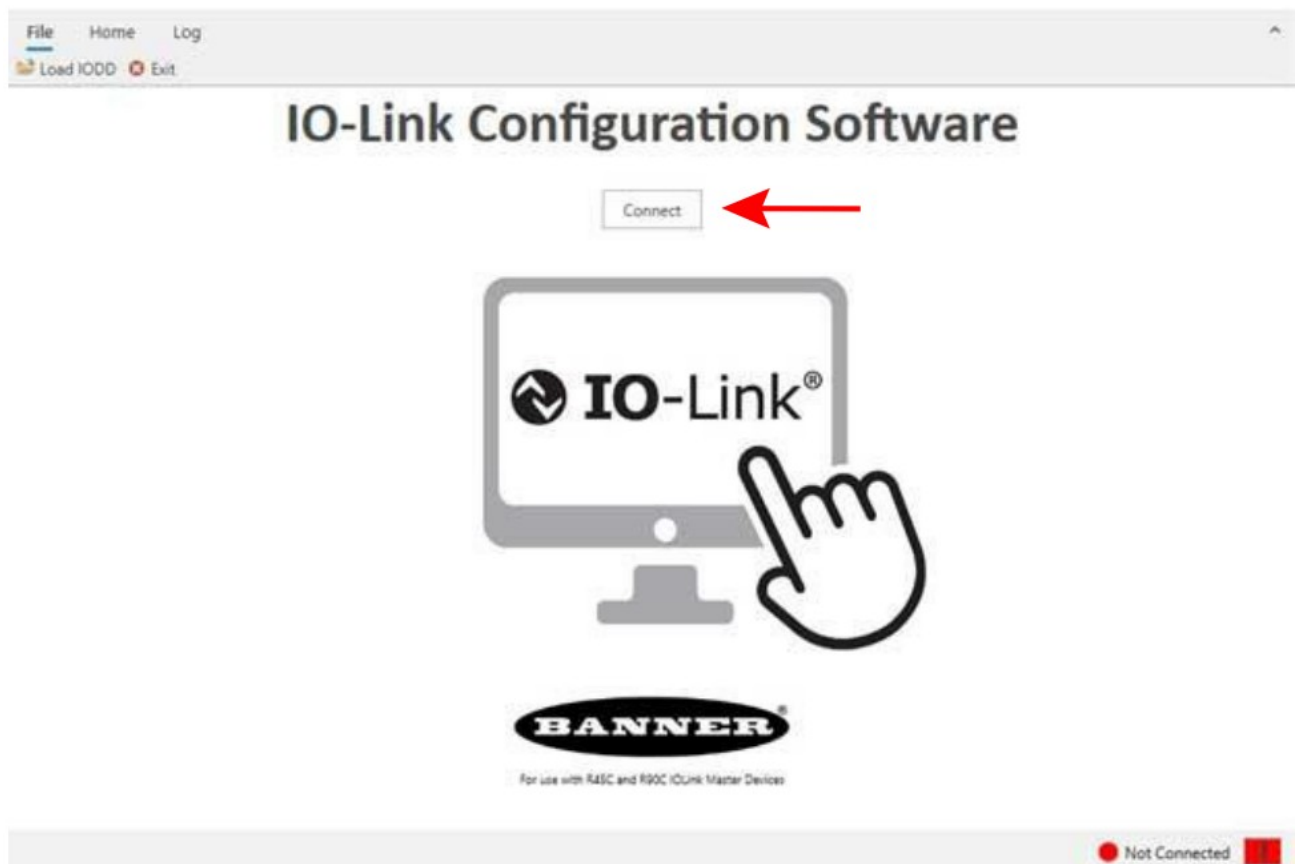 File Home Log
Load IODD Exit
IO-Link Configuration Software
Connect
IO-Link®
BANNER®
For use with R45C and R90C IOLink Master Devices
Not Connected